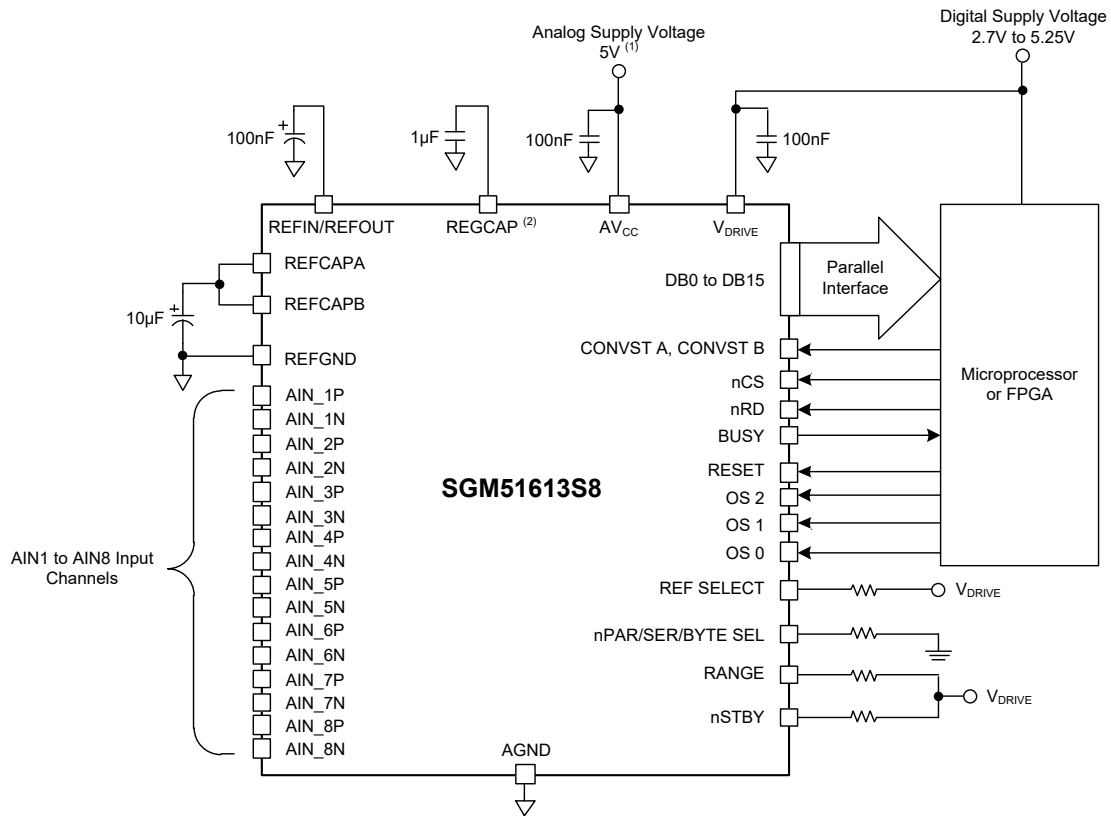 Analog Supply Voltage
5V (1)
Digital Supply Voltage
2.7V to 5.25V
100nF
+
1µF
100nF
100nF
REFIN/REFOUT
REGCAP (2)
AVCC
VDRIVE
REFCAPA
REFCAPB
10µF
+
REFGND
DB0 to DB15
Parallel
Interface
Microprocessor
or FPGA
CONVST A, CONVST B
nCS
nRD
BUSY
RESET
OS 2
OS 1
OS 0
REF SELECT
VDRIVE
nPAR/SER/BYTE SEL
RANGE
nSTBY
VDRIVE
SGM51613S8
AIN1 to AIN8 Input
Channels
AIN_1P
AIN_1N
AIN_2P
AIN_2N
AIN_3P
AIN_3N
AIN_4P
AIN_4N
AIN_5P
AIN_5N
AIN_6P
AIN_6N
AIN_7P
AIN_7N
AIN_8P
AIN_8N
AGND